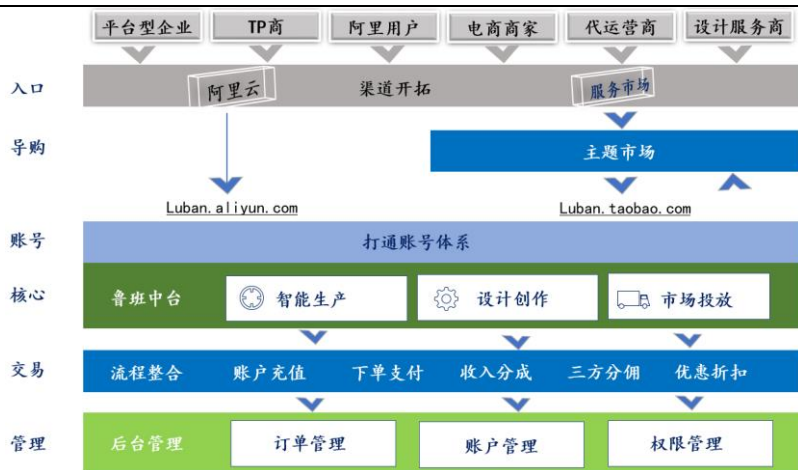 平台型企业 TP商 阿里用户 电商商家 代运营商 设计服务商
入口 阿里云 渠道开拓 服务市场
导购 主题市场
Luban.aliyun.com Luban.taobao.com
账号 打通账号体系
核心 鲁班中台 智能生产 设计创作 市场投放
交易 流程整合 账户充值 下单支付 收入分成 三方分佣 优惠折扣
管理 后台管理 订单管理 账户管理 权限管理